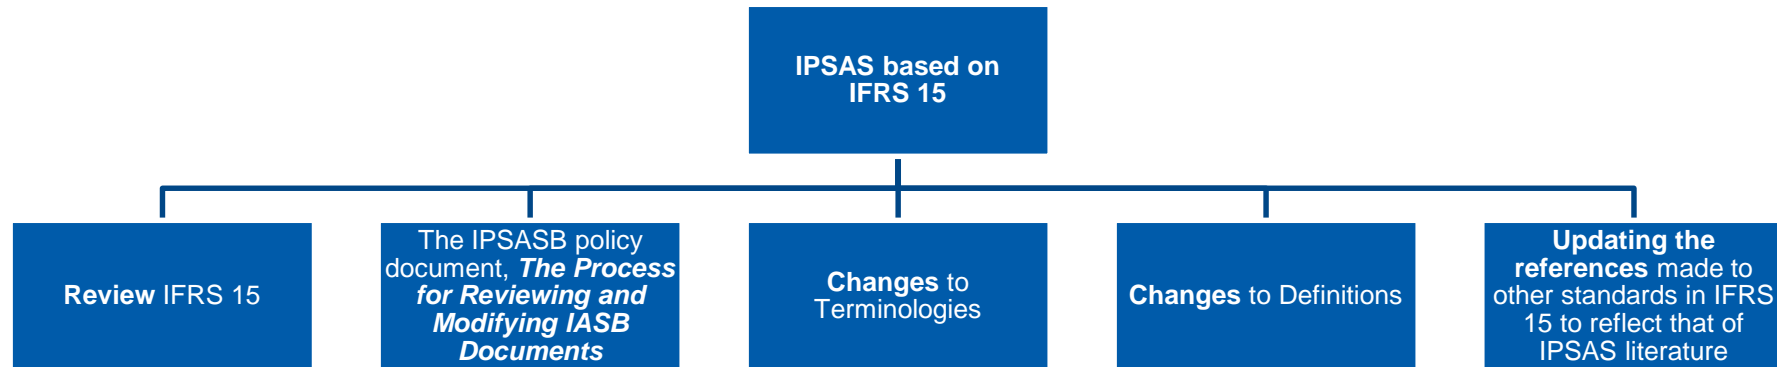 IPSAS based on
IFRS 15
Review IFRS 15
The IPSASB policy
document, The Process
for Reviewing and
Modifying IASB
Documents
Changes to
Terminologies
Changes to Definitions
Updating the
references made to
other standards in IFRS
15 to reflect that of
IPSAS literature